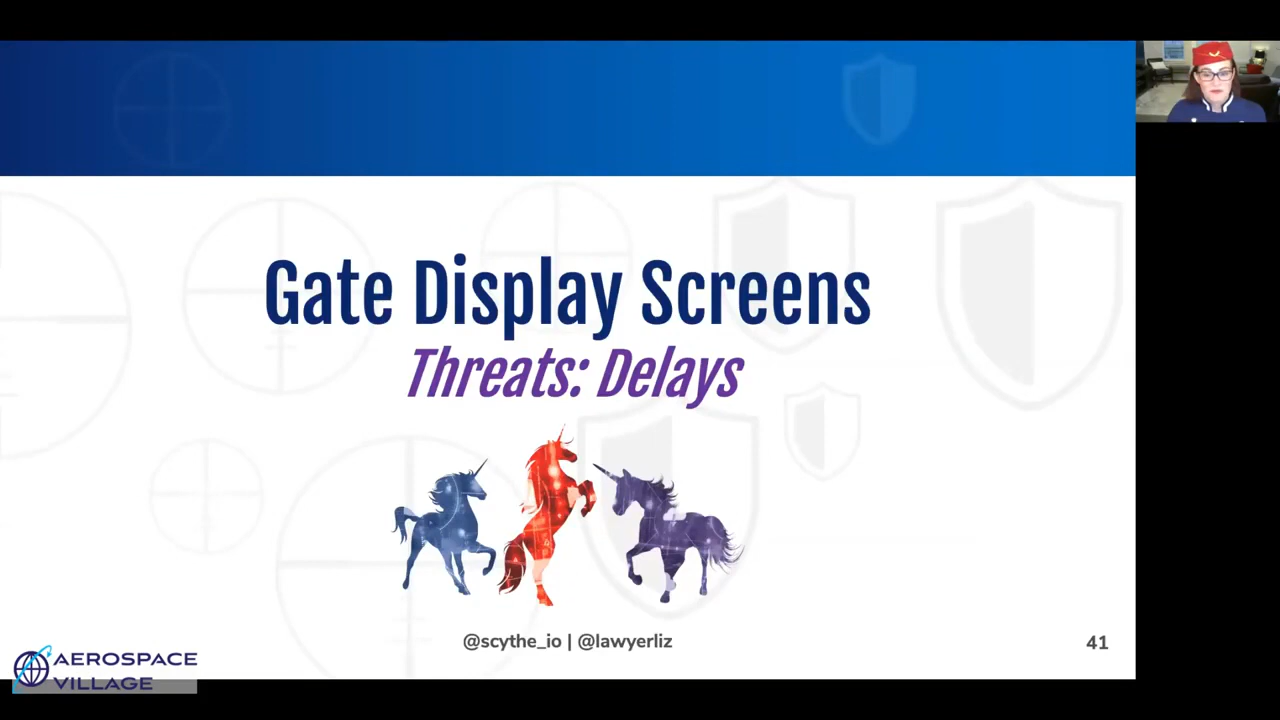 Gate Display Screens
Threats: Delays
@scythe_io | @lawyerliz
41
AEROSPACE
VILLAGE